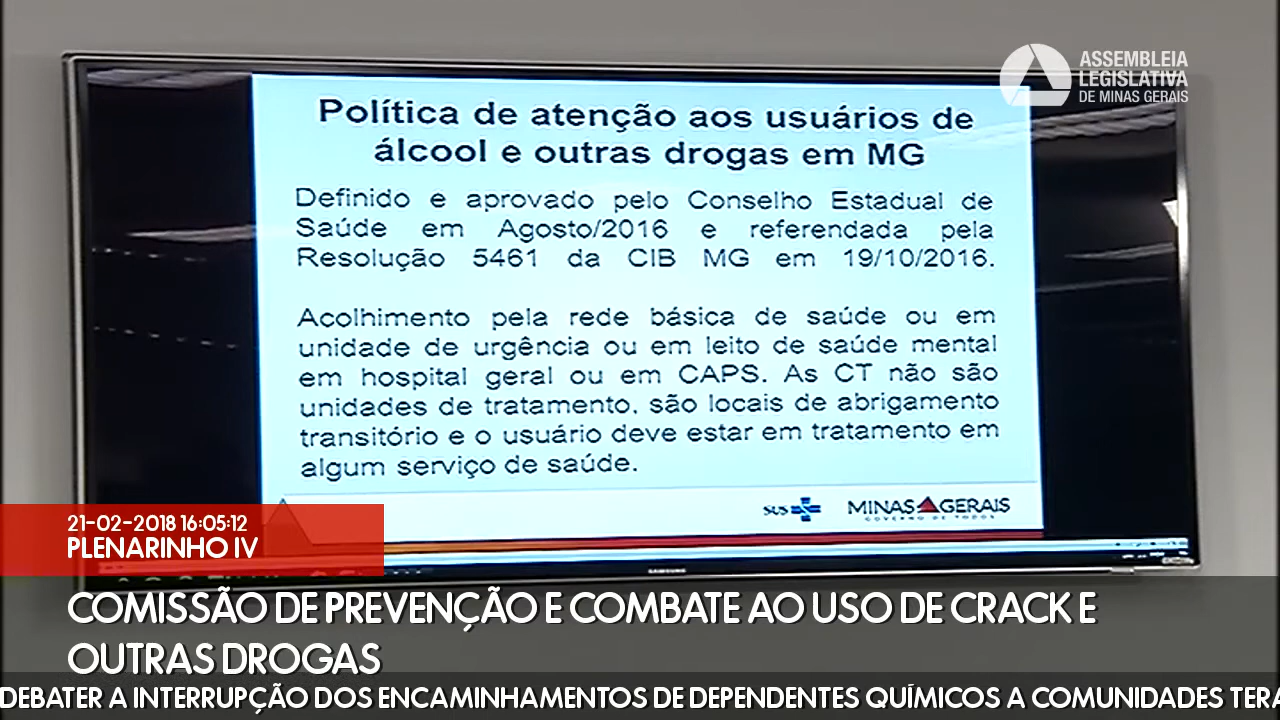 ASSEMBLEIA
LEGISLATIVA
DE MINAS GERAIS
Política de atenção aos usuários de
álcool e outras drogas em MG
Definido e aprovado pelo Conselho Estadual de
Saúde em Agosto/2016 e referendada pela
Resolução 5461 da CIB MG em 19/10/2016.
Acolhimento pela rede básica de saúde ou em
unidade de urgência ou em leito de saúde mental
em hospital geral ou em CAPS. As CT não são
unidades de tratamento, são locais de abrigamento
transitório e o usuário deve estar em tratamento em
algum serviço de saúde.
SUS
MINAS GERAIS
GOVERNO DE TODOS
SAMSUNG
21-02-2018 16:05:12
PLENARINHO IV
COMISSÃO DE PREVENÇÃO E COMBATE AO USO DE CRACK E
OUTRAS DROGAS
DEBATER A INTERRUPÇÃO DOS ENCAMINHAMENTOS DE DEPENDENTES QUÍMICOS A COMUNIDADES TERA